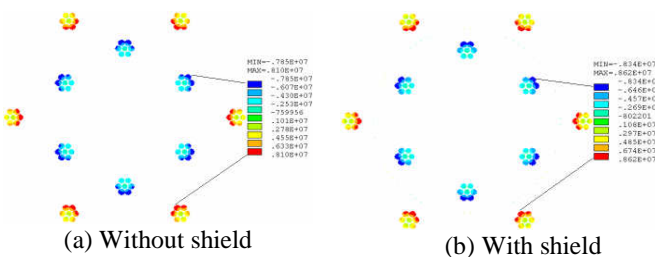 MIN=-.785E+07
MAX=.810E+07
-.785E+07
-.607E+07
-.430E+07
-.253E+07
-759956
.101E+07
.278E+07
.455E+07
.633E+07
.810E+07
(a) Without shield
MIN=-.834E+07
MAX=.862E+07
-.834E+07
-.646E+07
-.457E+07
-.269E+07
-802201
.108E+07
.297E+07
.485E+07
.674E+07
.862E+07
(b) With shield